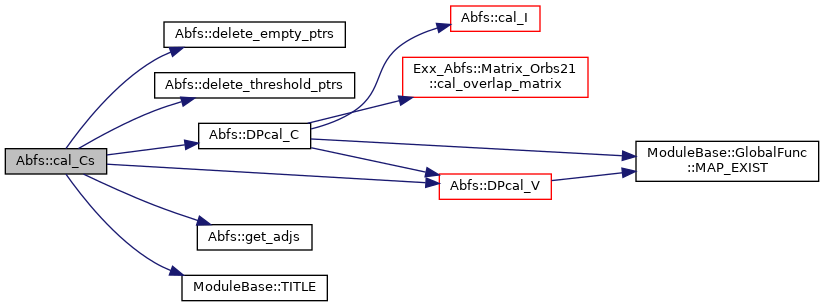 Abfs::cal_Cs
Abfs::delete_empty_ptrs
Abfs::delete_threshold_ptrs
Abfs::DPcal_C
Abfs::get_adjs
ModuleBase::TITLE
Abfs::cal_I
Exx_Abfs::Matrix_Orbs21
::cal_overlap_matrix
Abfs::DPcal_V
ModuleBase::GlobalFunc
::MAP_EXIST